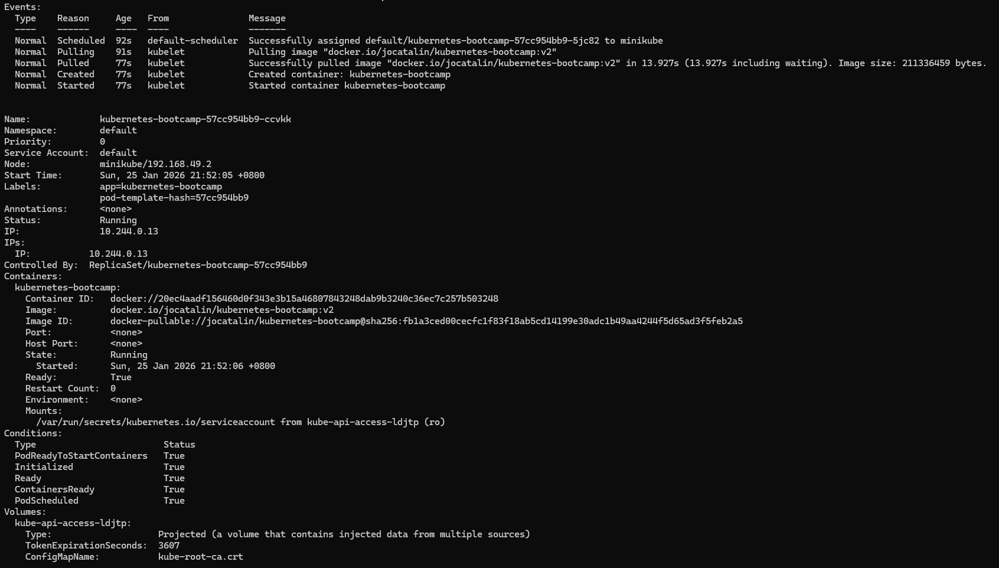 Events:
  Type    Reason     Age   From               Message
  ----    ------     ----  ----               -------
  Normal  Scheduled  92s   default-scheduler  Successfully assigned default/kubernetes-bootcamp-57cc954bb9-5jc82 to minikube
  Normal  Pulling    91s   kubelet            Pulling image "docker.io/jocatalin/kubernetes-bootcamp:v2"
  Normal  Pulled     77s   kubelet            Successfully pulled image "docker.io/jocatalin/kubernetes-bootcamp:v2" in 13.927s (13.927s including waiting). Image size: 211336459 bytes.
  Normal  Created    77s   kubelet            Created container: kubernetes-bootcamp
  Normal  Started    77s   kubelet            Started container kubernetes-bootcamp
Name:             kubernetes-bootcamp-57cc954bb9-ccvkk
Namespace:        default
Priority:         0
Service Account:  default
Node:             minikube/192.168.49.2
Start Time:       Sun, 25 Jan 2026 21:52:05 +0800
Labels:           app=kubernetes-bootcamp
                  pod-template-hash=57cc954bb9
Annotations:      <none>
Status:           Running
IP:               10.244.0.13
IPs:
  IP:           10.244.0.13
Controlled By:  ReplicaSet/kubernetes-bootcamp-57cc954bb9
Containers:
  kubernetes-bootcamp:
    Container ID:   docker://20ec4aadf156460d0f343e3b15a46807843248dab9b3240c36ec7c257b503248
    Image:          docker.io/jocatalin/kubernetes-bootcamp:v2
    Image ID:       docker-pullable://jocatalin/kubernetes-bootcamp@sha256:fb1a3ced00cecfc1f83f18ab5cd14199e30adc1b49aa4244f5d65ad3f5feb2a5
    Port:           <none>
    Host Port:      <none>
    State:          Running
      Started:      Sun, 25 Jan 2026 21:52:06 +0800
    Ready:          True
    Restart Count:  0
    Environment:    <none>
    Mounts:
      /var/run/secrets/kubernetes.io/serviceaccount from kube-api-access-ldjtp (ro)
Conditions:
  Type                        Status
  PodReadyToStartContainers   True
  Initialized                 True
  Ready                       True
  ContainersReady             True
  PodScheduled                True
Volumes:
  kube-api-access-ldjtp:
    Type:                    Projected (a volume that contains injected data from multiple sources)
    TokenExpirationSeconds:  3607
    ConfigMapName:           kube-root-ca.crt